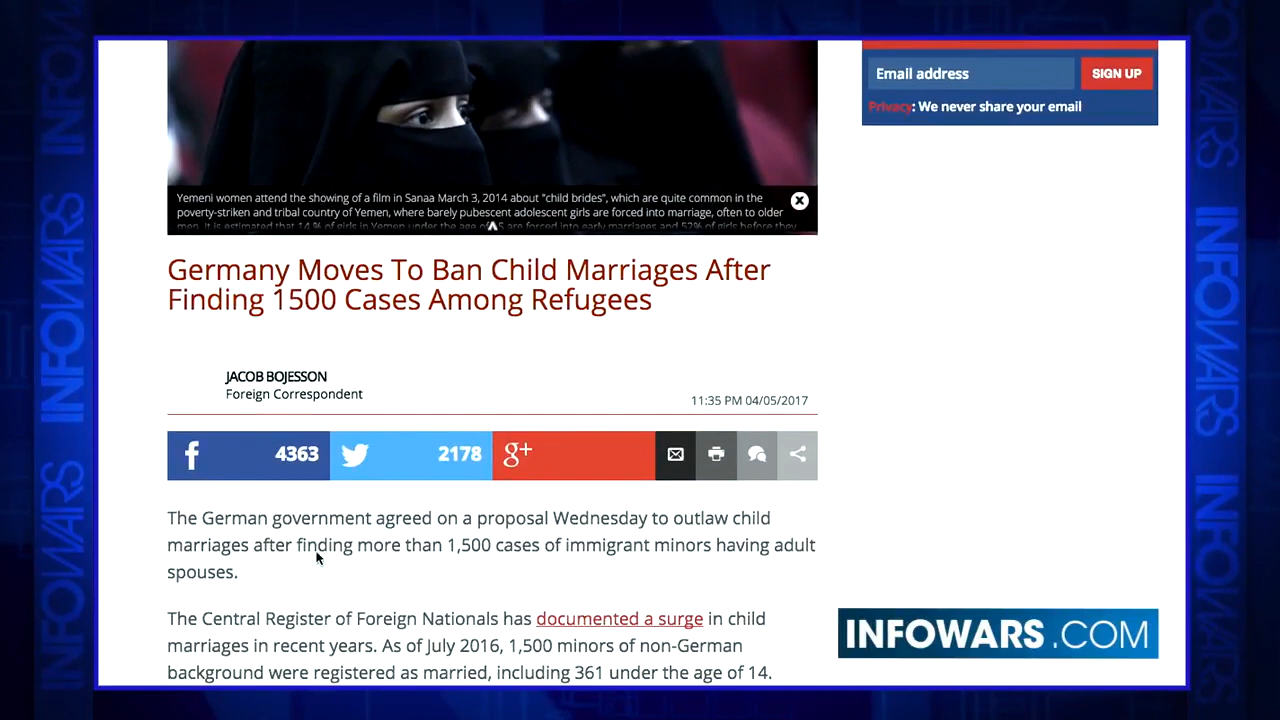 Email address
SIGN UP
Privacy: We never share your email
Yemeni women attend the showing of a film in Sanaa March 3, 2014 about "child brides", which are quite common in the
poverty-striken and tribal country of Yemen, where barely pubescent adolescent girls are forced into marriage, often to older
men. It is estimated that 14 % of girls in Yemen under the age of 15 are forced into early marriages and 52% of girls before they
Germany Moves To Ban Child Marriages After
Finding 1500 Cases Among Refugees
JACOB BOJESSON
Foreign Correspondent
11:35 PM 04/05/2017
f 4363
2178
g+
The German government agreed on a proposal Wednesday to outlaw child
marriages after finding more than 1,500 cases of immigrant minors having adult
spouses.
The Central Register of Foreign Nationals has documented a surge in child
marriages in recent years. As of July 2016, 1,500 minors of non-German
background were registered as married, including 361 under the age of 14.
INFOWARS.COM
INFOWARS
INFOWARS
INFOWARS
INFOWARS
INFOWARS
INFOWARS